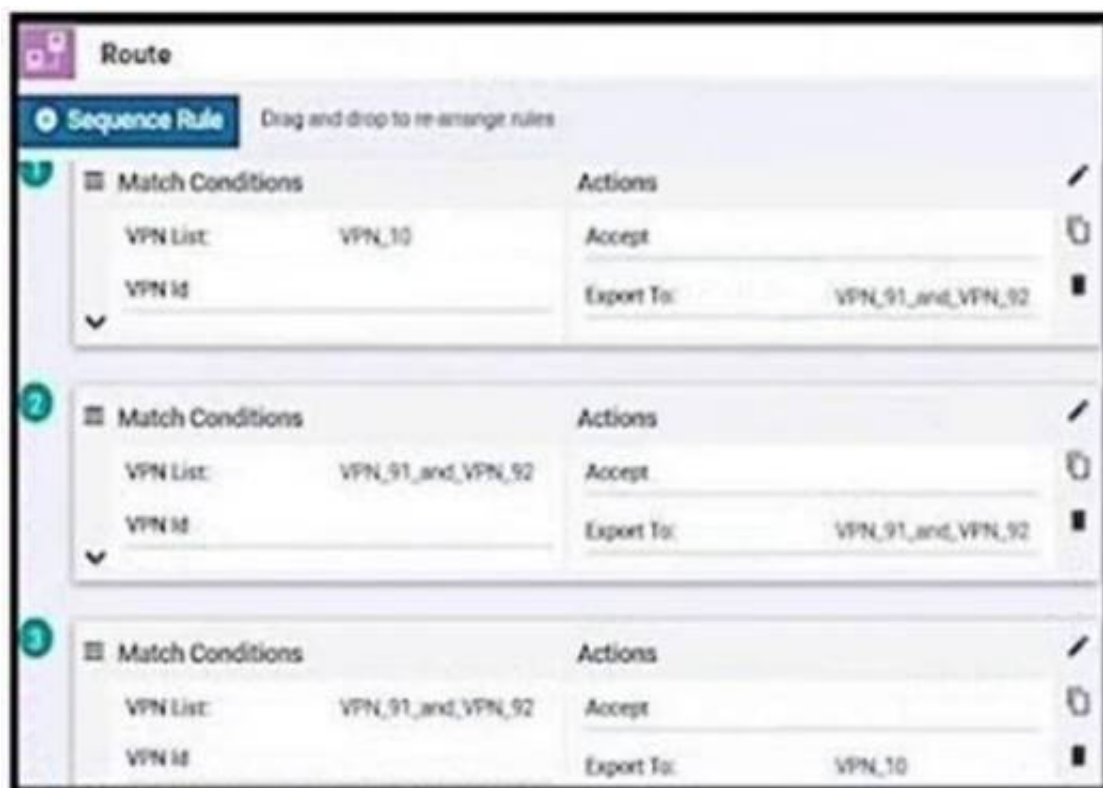 Route
Sequence Rule Drag and drop to re-arrange rules
1 Match Conditions Actions
VPN List: VPN_10 Accept
VPN Id Export To: VPN_91_and_VPN_92
2 Match Conditions Actions
VPN List: VPN_91_and_VPN_92 Accept
VPN Id Export To: VPN_91_and_VPN_92
3 Match Conditions Actions
VPN List: VPN_91_and_VPN_92 Accept
VPN Id Export To: VPN_10